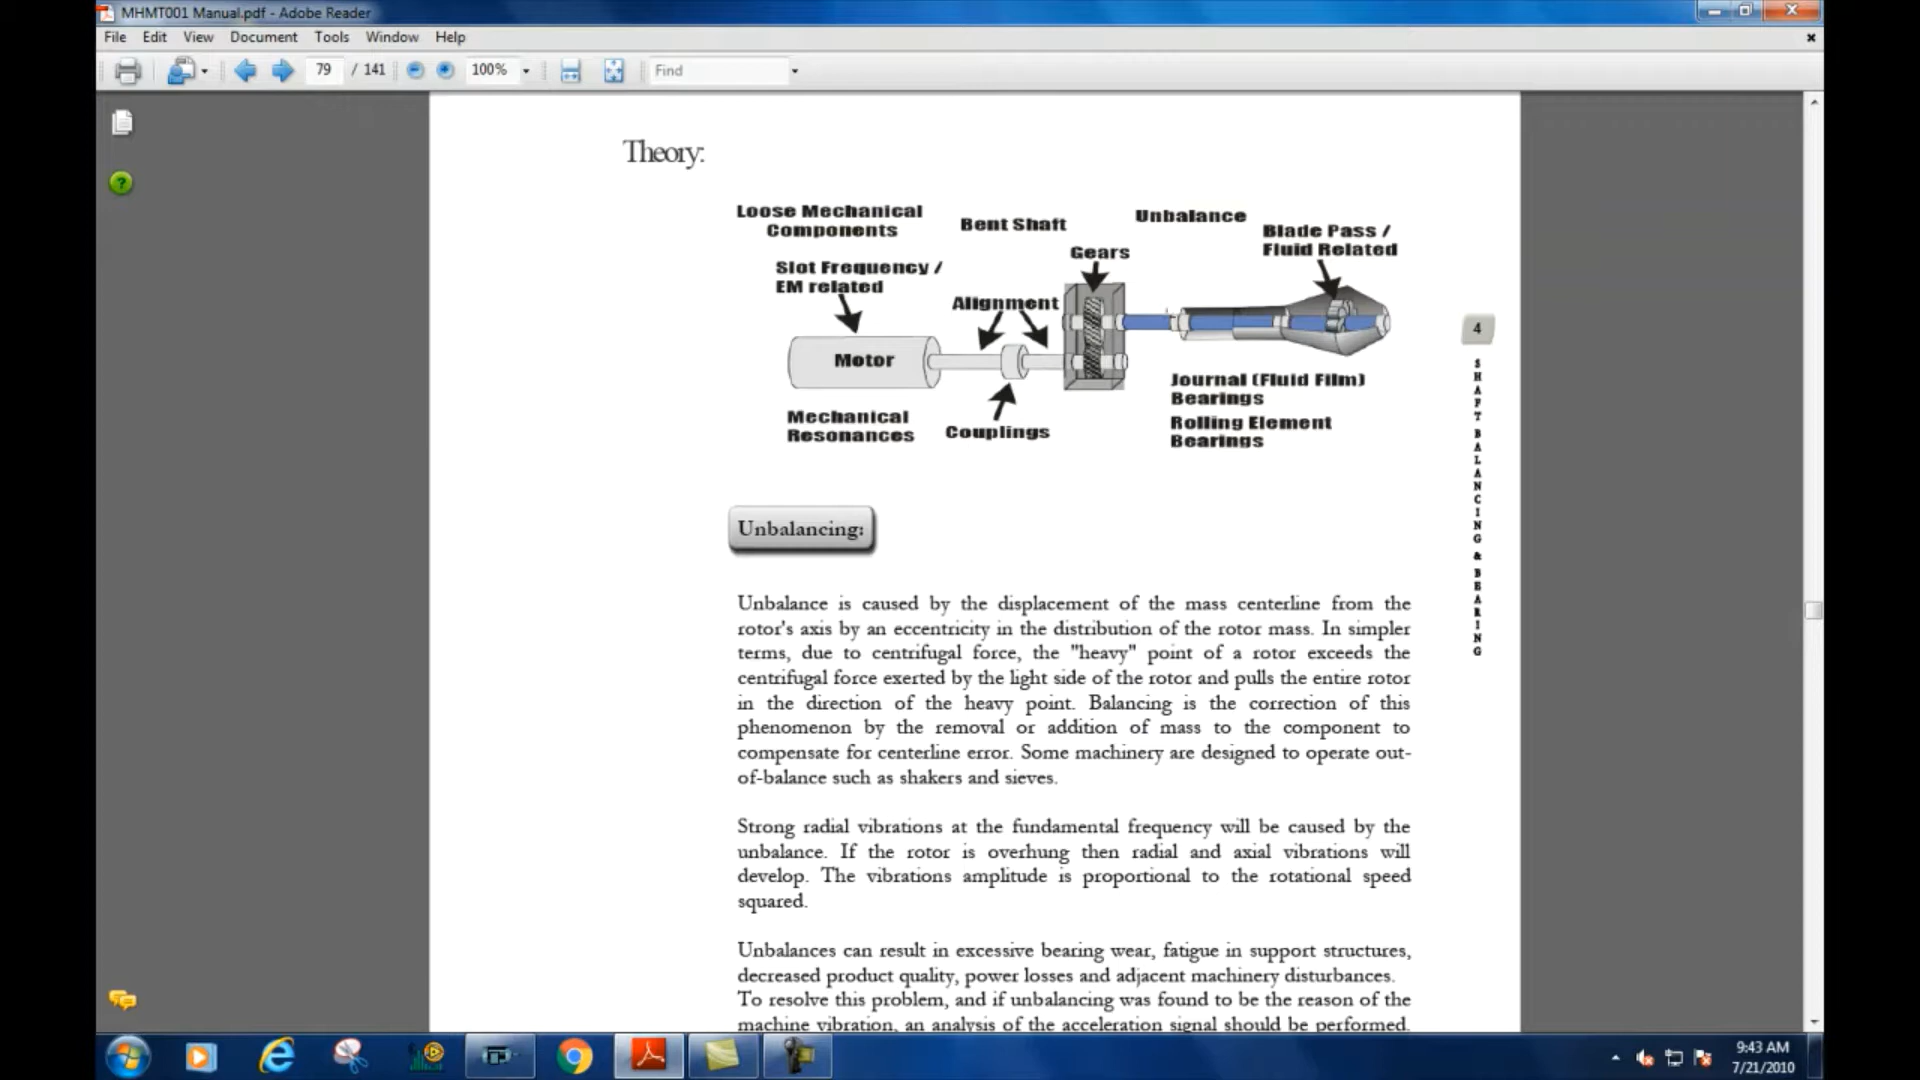 MHMT001 Manual.pdf - Adobe Reader
File Edit View Document Tools Window Help
79 / 141 100% Find
Theory:
Loose Mechanical
Components
Bent Shaft
Unbalance
Blade Pass /
Fluid Related
Gears
Slot Frequency /
EM related
Alignment
Motor
Mechanical
Resonances
Couplings
Journal (Fluid Film)
Bearings
Rolling Element
Bearings
4
SHAFT BALANCING & BEARING
Unbalancing:
Unbalance is caused by the displacement of the mass centerline from the
rotor's axis by an eccentricity in the distribution of the rotor mass. In simpler
terms, due to centrifugal force, the "heavy" point of a rotor exceeds the
centrifugal force exerted by the light side of the rotor and pulls the entire rotor
in the direction of the heavy point. Balancing is the correction of this
phenomenon by the removal or addition of mass to the component to
compensate for centerline error. Some machinery are designed to operate out-
of-balance such as shakers and sieves.
Strong radial vibrations at the fundamental frequency will be caused by the
unbalance. If the rotor is overhung then radial and axial vibrations will
develop. The vibrations amplitude is proportional to the rotational speed
squared.
Unbalances can result in excessive bearing wear, fatigue in support structures,
decreased product quality, power losses and adjacent machinery disturbances.
To resolve this problem, and if unbalancing was found to be the reason of the
machine vibration, an analysis of the acceleration signal should be performed.
9:43 AM
7/21/2010